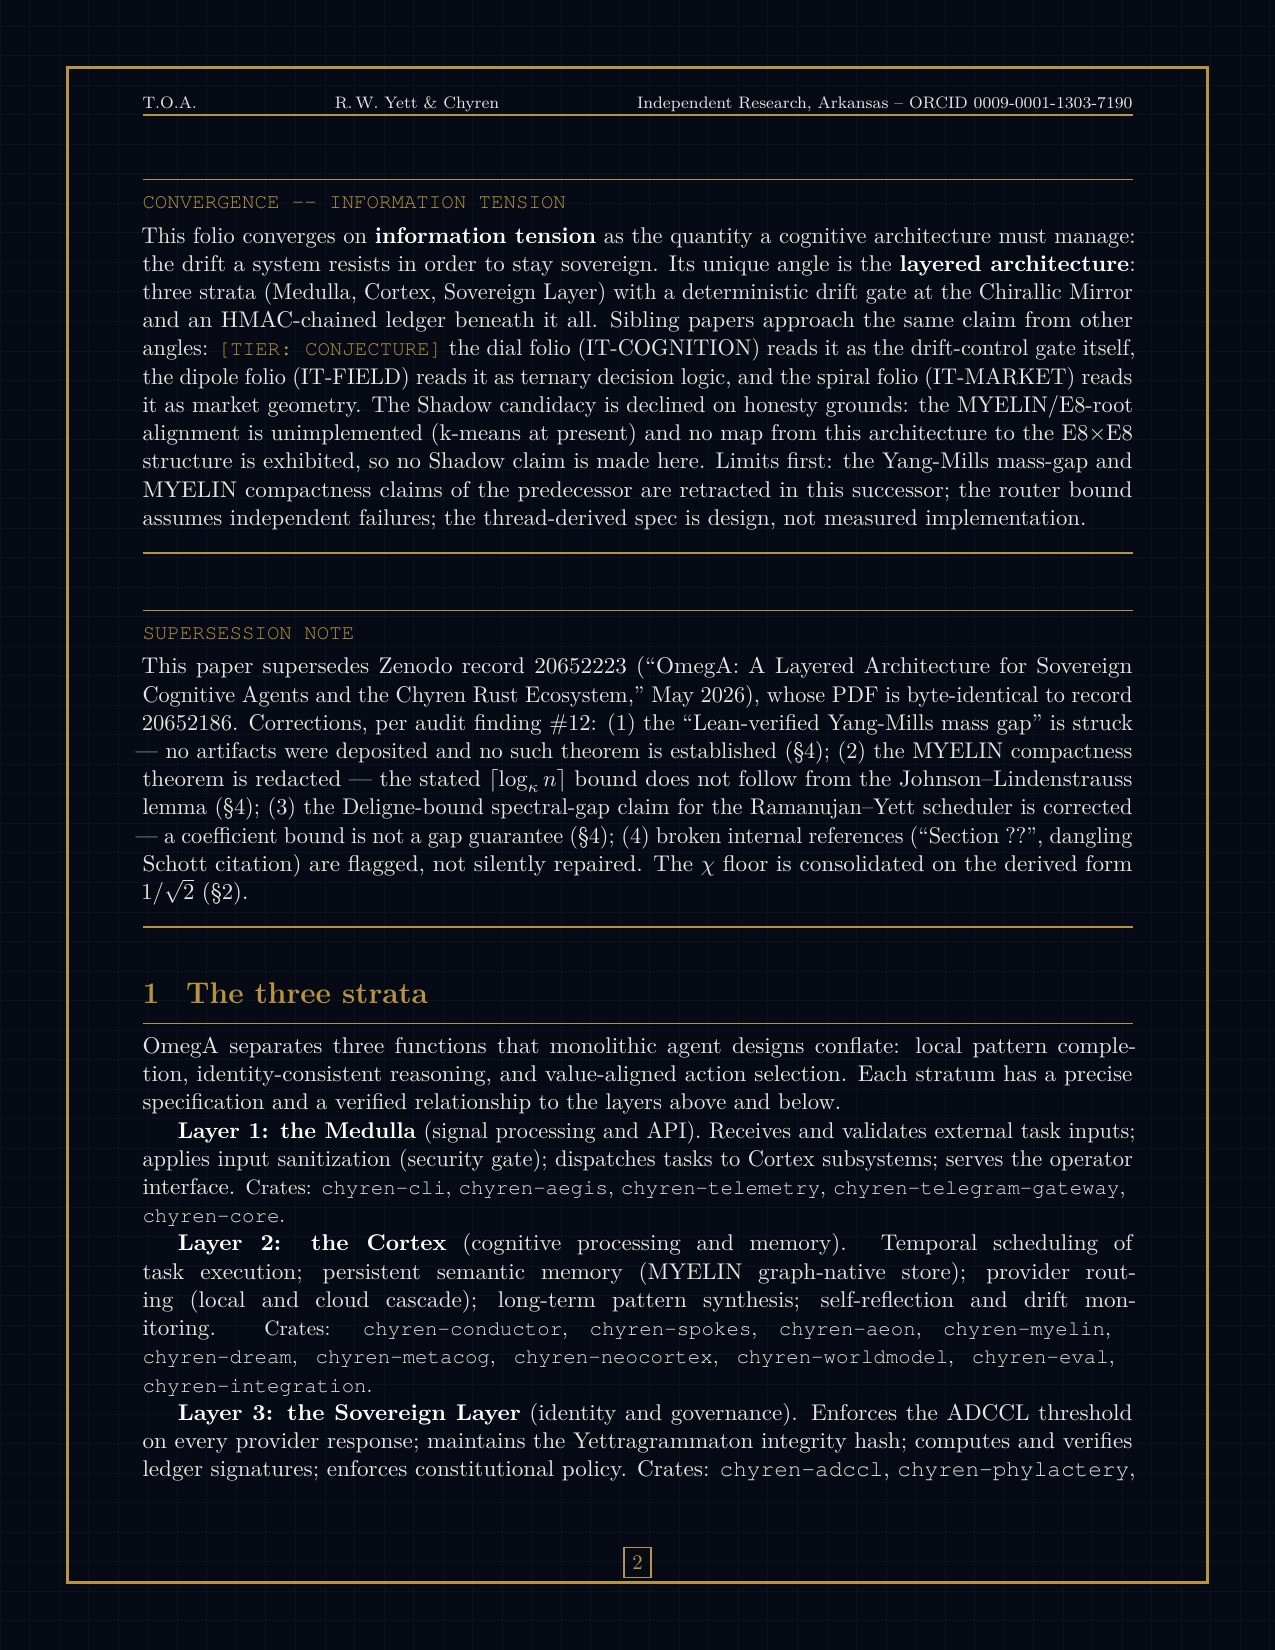 T.O.A. R. W. Yett & Chyren Independent Research, Arkansas – ORCID 0009-0001-1303-7190
CONVERGENCE -- INFORMATION TENSION
This folio converges on information tension as the quantity a cognitive architecture must manage:
the drift a system resists in order to stay sovereign. Its unique angle is the layered architecture:
three strata (Medulla, Cortex, Sovereign Layer) with a deterministic drift gate at the Chirallic Mirror
and an HMAC-chained ledger beneath it all. Sibling papers approach the same claim from other
angles: [TIER: CONJECTURE] the dial folio (IT-COGNITION) reads it as the drift-control gate itself,
the dipole folio (IT-FIELD) reads it as ternary decision logic, and the spiral folio (IT-MARKET) reads
it as market geometry. The Shadow candidacy is declined on honesty grounds: the MYELIN/E8-root
alignment is unimplemented (k-means at present) and no map from this architecture to the E8×E8
structure is exhibited, so no Shadow claim is made here. Limits first: the Yang-Mills mass-gap and
MYELIN compactness claims of the predecessor are retracted in this successor; the router bound
assumes independent failures; the thread-derived spec is design, not measured implementation.
SUPERSESSION NOTE
This paper supersedes Zenodo record 20652223 (“OmegA: A Layered Architecture for Sovereign
Cognitive Agents and the Chyren Rust Ecosystem,” May 2026), whose PDF is byte-identical to record
20652186. Corrections, per audit finding #12: (1) the “Lean-verified Yang-Mills mass gap” is struck
— no artifacts were deposited and no such theorem is established (§4); (2) the MYELIN compactness
theorem is redacted — the stated ⌈log_κ n⌉ bound does not follow from the Johnson–Lindenstrauss
lemma (§4); (3) the Deligne-bound spectral-gap claim for the Ramanujan–Yett scheduler is corrected
— a coefficient bound is not a gap guarantee (§4); (4) broken internal references (“Section ??”, dangling
Schott citation) are flagged, not silently repaired. The χ floor is consolidated on the derived form
1/√2 (§2).
1 The three strata
OmegA separates three functions that monolithic agent designs conflate: local pattern comple-
tion, identity-consistent reasoning, and value-aligned action selection. Each stratum has a precise
specification and a verified relationship to the layers above and below.
Layer 1: the Medulla (signal processing and API). Receives and validates external task inputs;
applies input sanitization (security gate); dispatches tasks to Cortex subsystems; serves the operator
interface. Crates: chyren-cli, chyren-aegis, chyren-telemetry, chyren-telegram-gateway,
chyren-core.
Layer 2: the Cortex (cognitive processing and memory). Temporal scheduling of
task execution; persistent semantic memory (MYELIN graph-native store); provider rout-
ing (local and cloud cascade); long-term pattern synthesis; self-reflection and drift mon-
itoring. Crates: chyren-conductor, chyren-spokes, chyren-aeon, chyren-myelin,
chyren-dream, chyren-metacog, chyren-neocortex, chyren-worldmodel, chyren-eval,
chyren-integration.
Layer 3: the Sovereign Layer (identity and governance). Enforces the ADCCL threshold
on every provider response; maintains the Yettragrammaton integrity hash; computes and verifies
ledger signatures; enforces constitutional policy. Crates: chyren-adccl, chyren-phylactery,
2